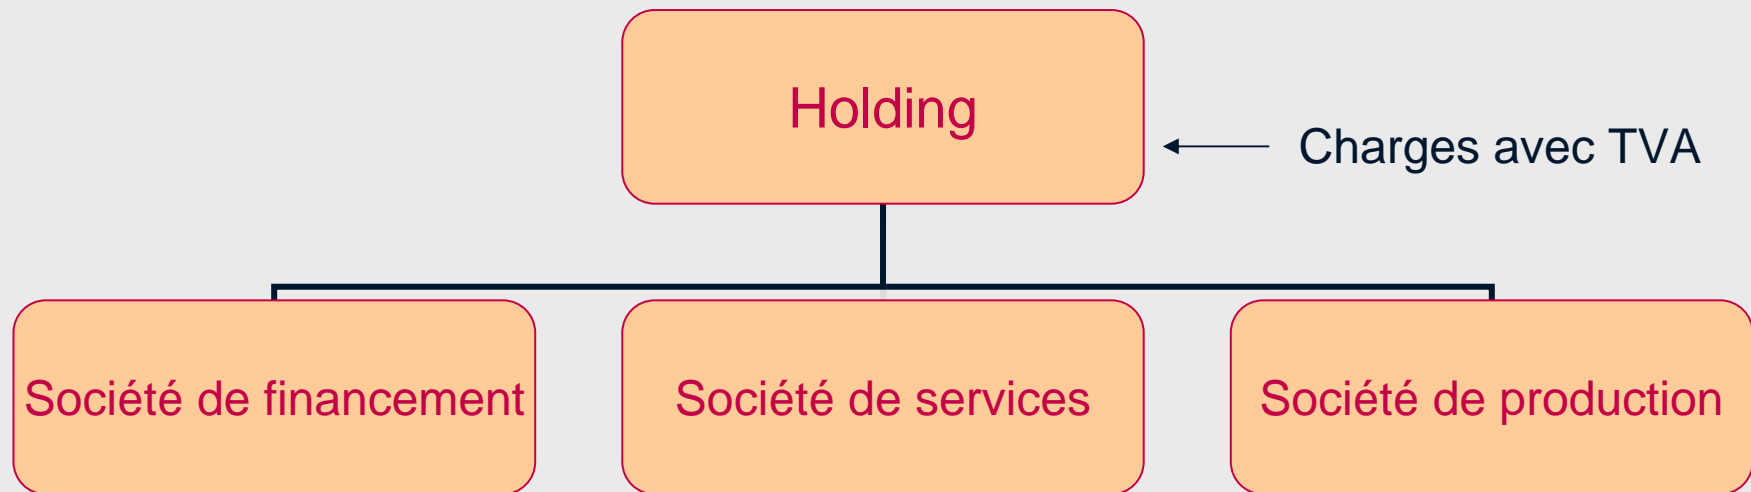 Holding
Charges avec TVA
Société de financement
Société de services
Société de production